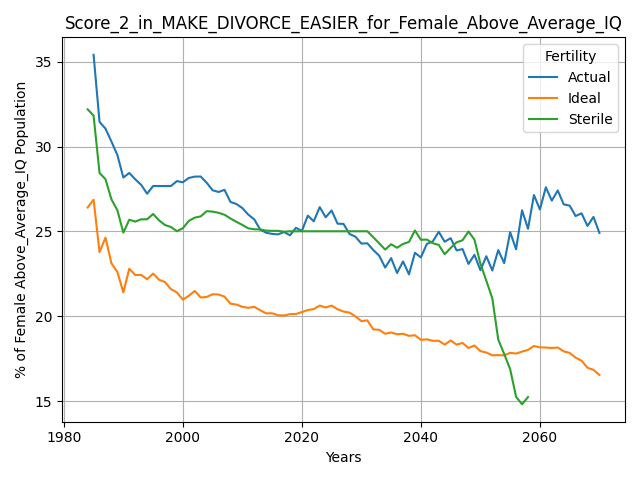 Score_2_in_MAKE_DIVORCE_EASIER_for_Female_Above_Average_IQ
% of Female Above_Average_IQ Population
35
30
25
20
15
Fertility
Actual
Ideal
Sterile
1980 2000 2020 2040 2060
Years